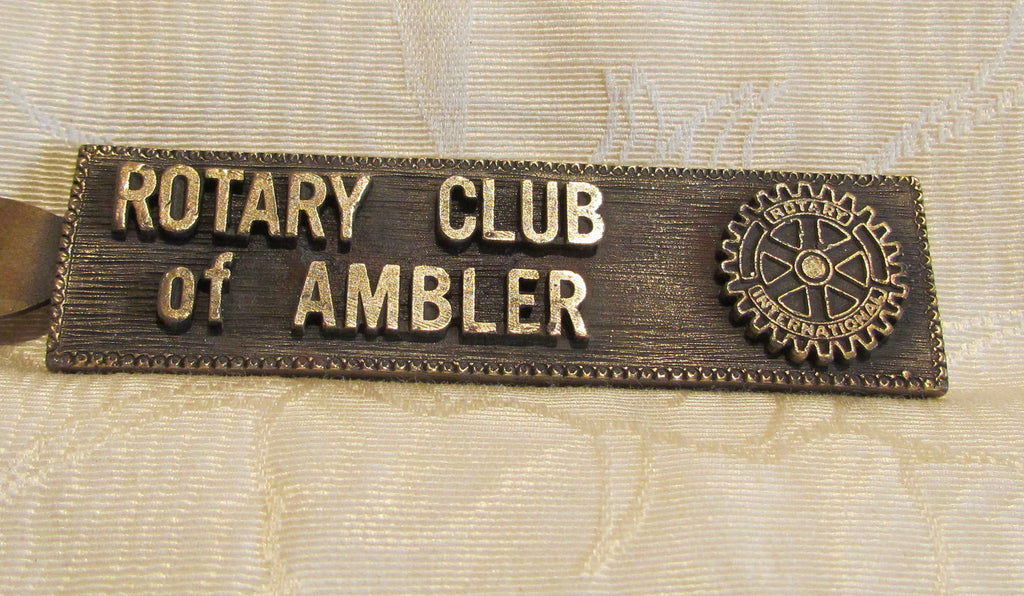 ROTARY CLUB
of AMBLER
ROTARY
INTERNATIONAL